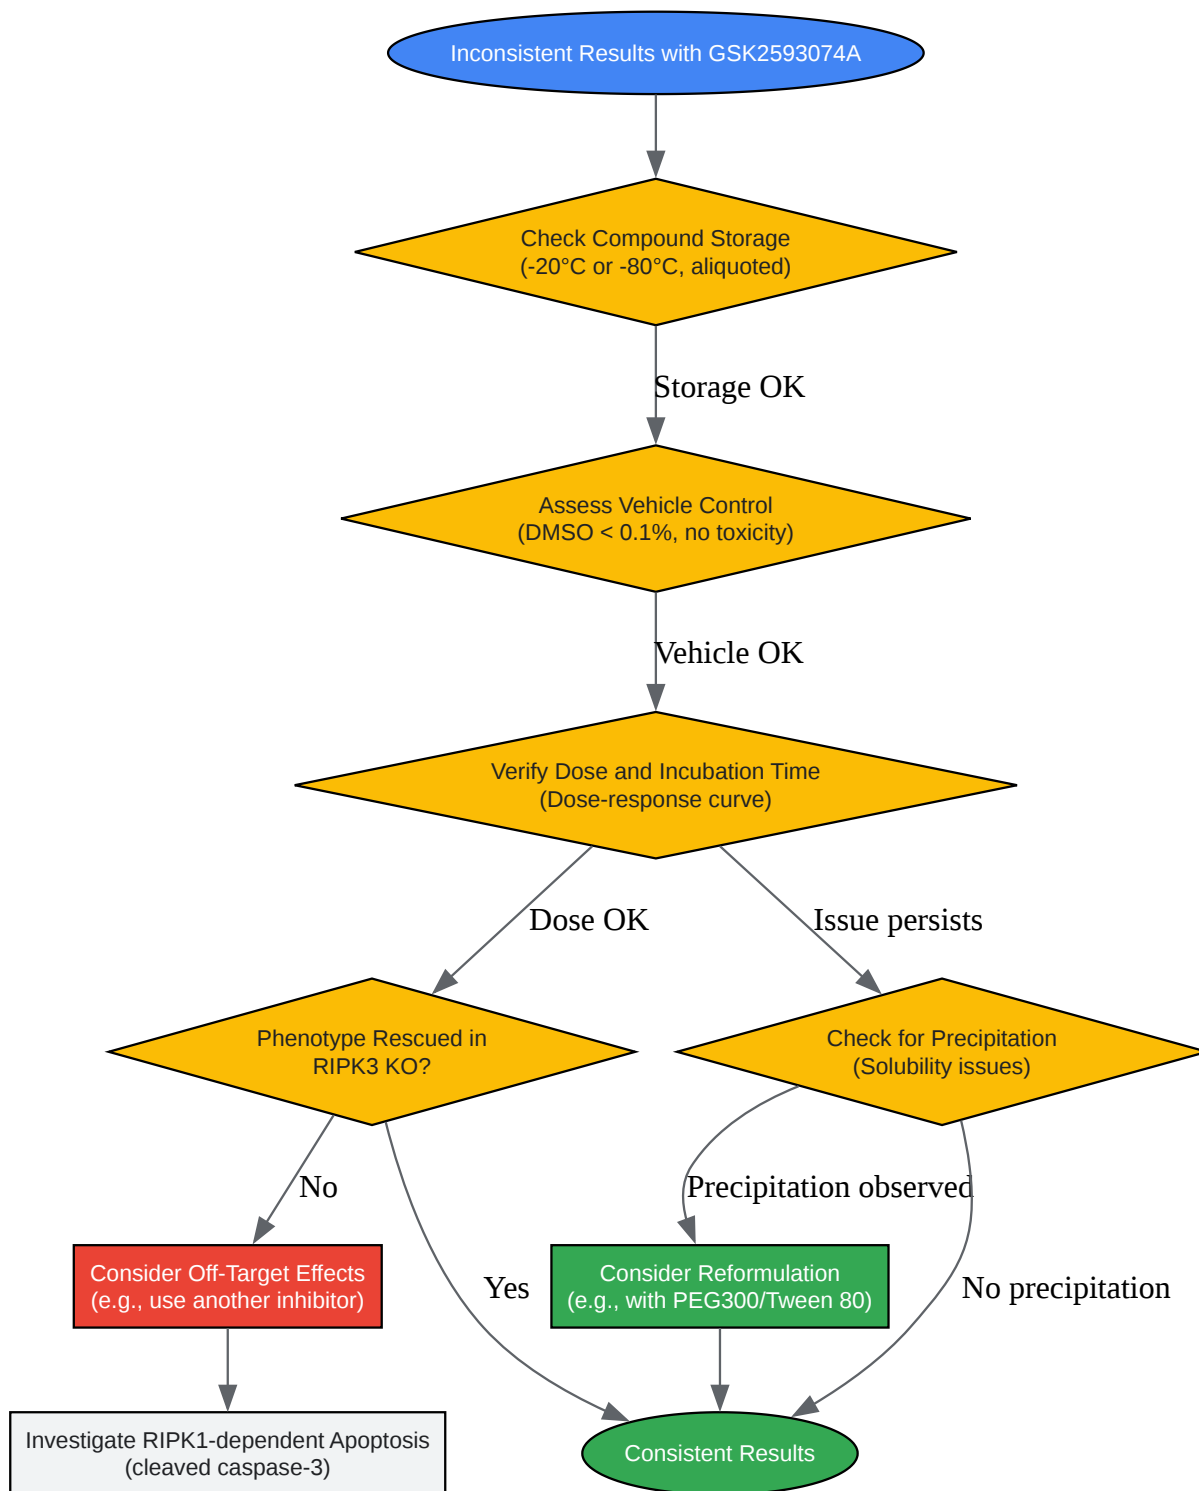 Inconsistent Results with GSK2593074A
Check Compound Storage
(-20°C or -80°C, aliquoted)
Storage OK
Assess Vehicle Control
(DMSO < 0.1%, no toxicity)
Vehicle OK
Verify Dose and Incubation Time
(Dose-response curve)
Dose OK
Issue persists
Phenotype Rescued in
RIPK3 KO?
Check for Precipitation
(Solubility issues)
No
Precipitation observed
Consider Off-Target Effects
(e.g., use another inhibitor)
Yes
Consider Reformulation
(e.g., with PEG300/Tween 80)
No precipitation
Investigate RIPK1-dependent Apoptosis
(cleaved caspase-3)
Consistent Results